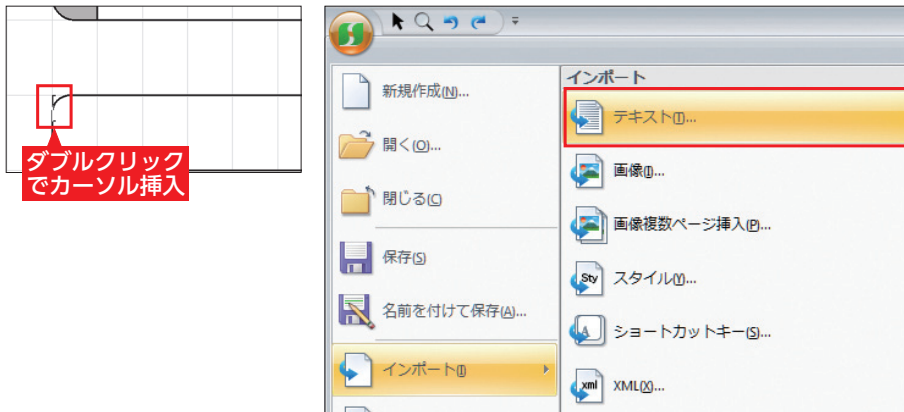 ダブルクリック
でカーソル挿入
新規作成(N)...
開く(O)...
閉じる(C)
保存(S)
名前を付けて保存(A)...
インポート(I)
インポート
テキスト(T)...
画像(I)...
画像複数ページ挿入(P)...
Sty
スタイル(Y)...
A
ショートカットキー(S)...
xml
XML(X)...